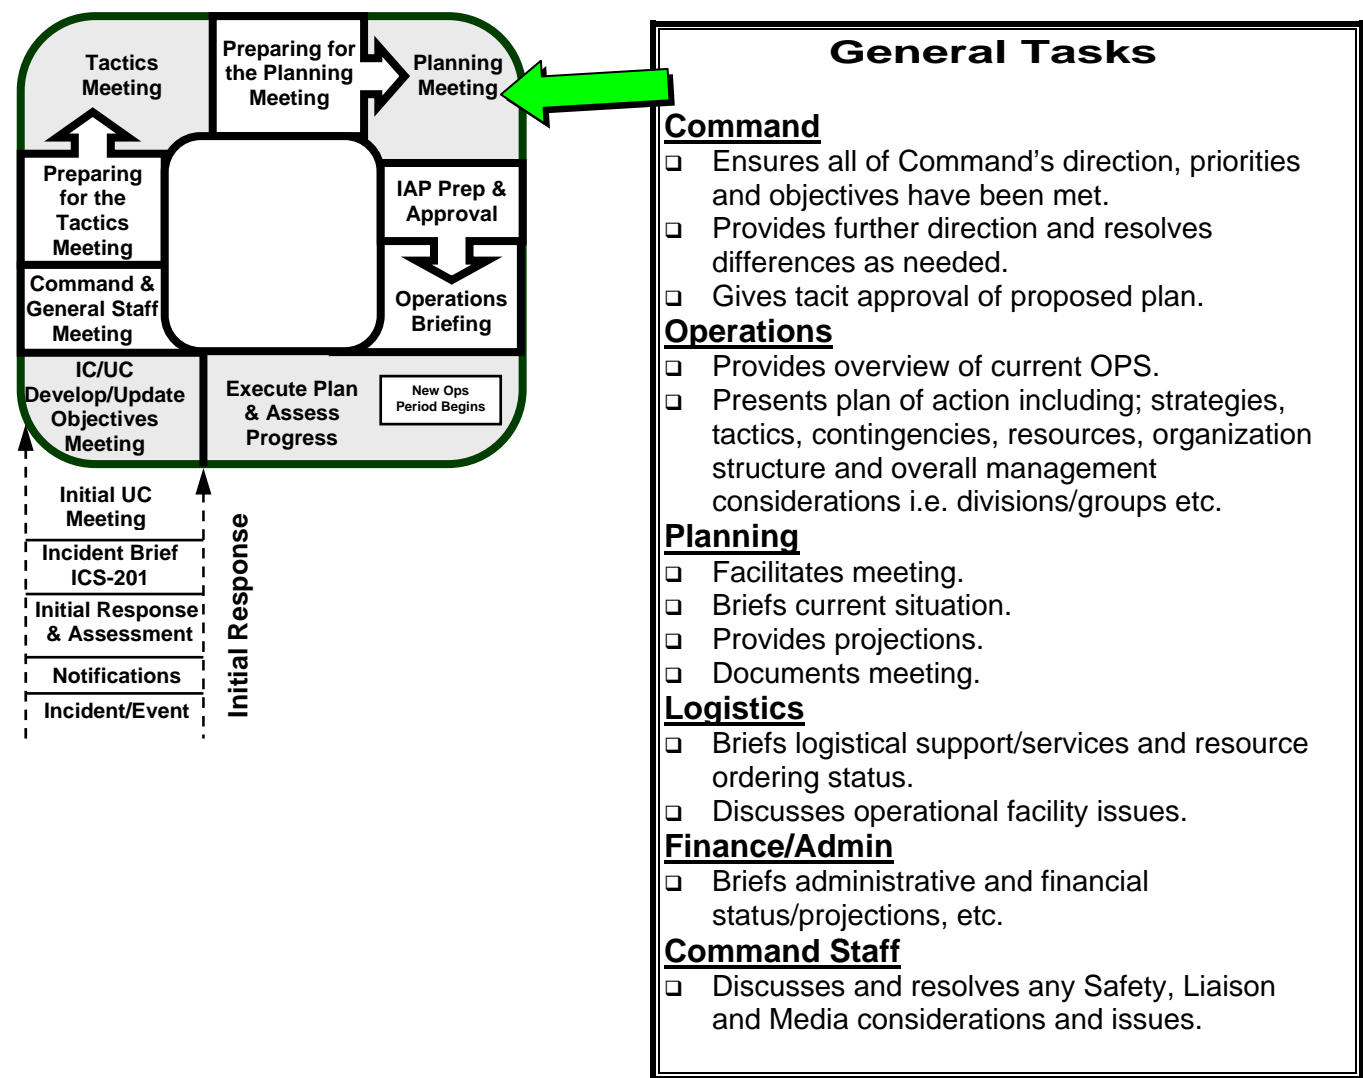 Tactics
Meeting
Preparing for
the Planning
Meeting
Planning
Meeting
Preparing
for the
Tactics
Meeting
IAP Prep &
Approval
Command &
General Staff
Meeting
Operations
Briefing
IC/UC
Develop/Update
Objectives
Meeting
Execute Plan
& Assess
Progress
New Ops
Period Begins
Initial UC
Meeting
Incident Brief
ICS-201
Initial Response
& Assessment
Notifications
Incident/Event
Initial Response
General Tasks
Command
❑ Ensures all of Command’s direction, priorities
and objectives have been met.
❑ Provides further direction and resolves
differences as needed.
❑ Gives tacit approval of proposed plan.
Operations
❑ Provides overview of current OPS.
❑ Presents plan of action including; strategies,
tactics, contingencies, resources, organization
structure and overall management
considerations i.e. divisions/groups etc.
Planning
❑ Facilitates meeting.
❑ Briefs current situation.
❑ Provides projections.
❑ Documents meeting.
Logistics
❑ Briefs logistical support/services and resource
ordering status.
❑ Discusses operational facility issues.
Finance/Admin
❑ Briefs administrative and financial
status/projections, etc.
Command Staff
❑ Discusses and resolves any Safety, Liaison
and Media considerations and issues.